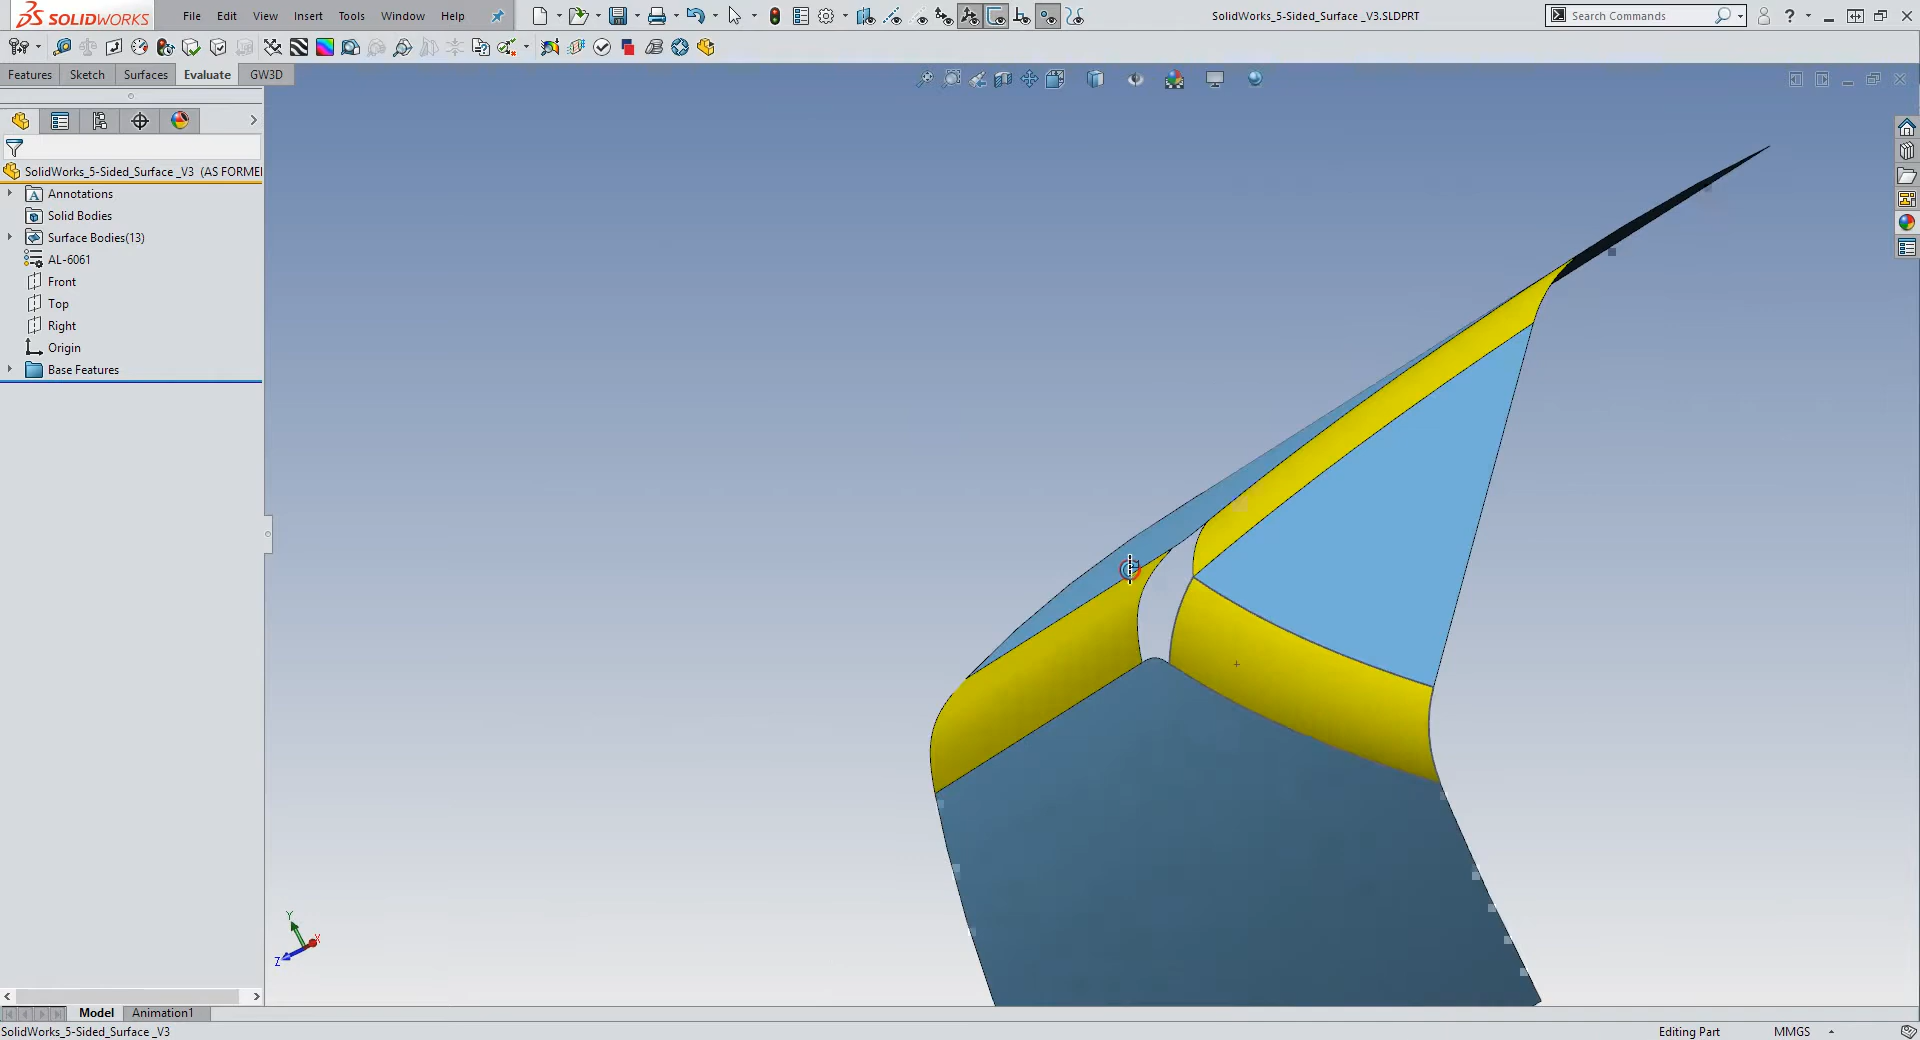 SOLIDWORKS File Edit View Insert Tools Window Help SolidWorks_5-Sided_Surface _V3.SLDPRT Search Commands ?
Features Sketch Surfaces Evaluate GW3D
SolidWorks_5-Sided_Surface _V3 (AS FORME
Annotations
Solid Bodies
Surface Bodies(13)
AL-6061
Front
Top
Right
Origin
Base Features
Y
X
Z
Model Animation1
SolidWorks_5-Sided_Surface _V3 Editing Part MMGS